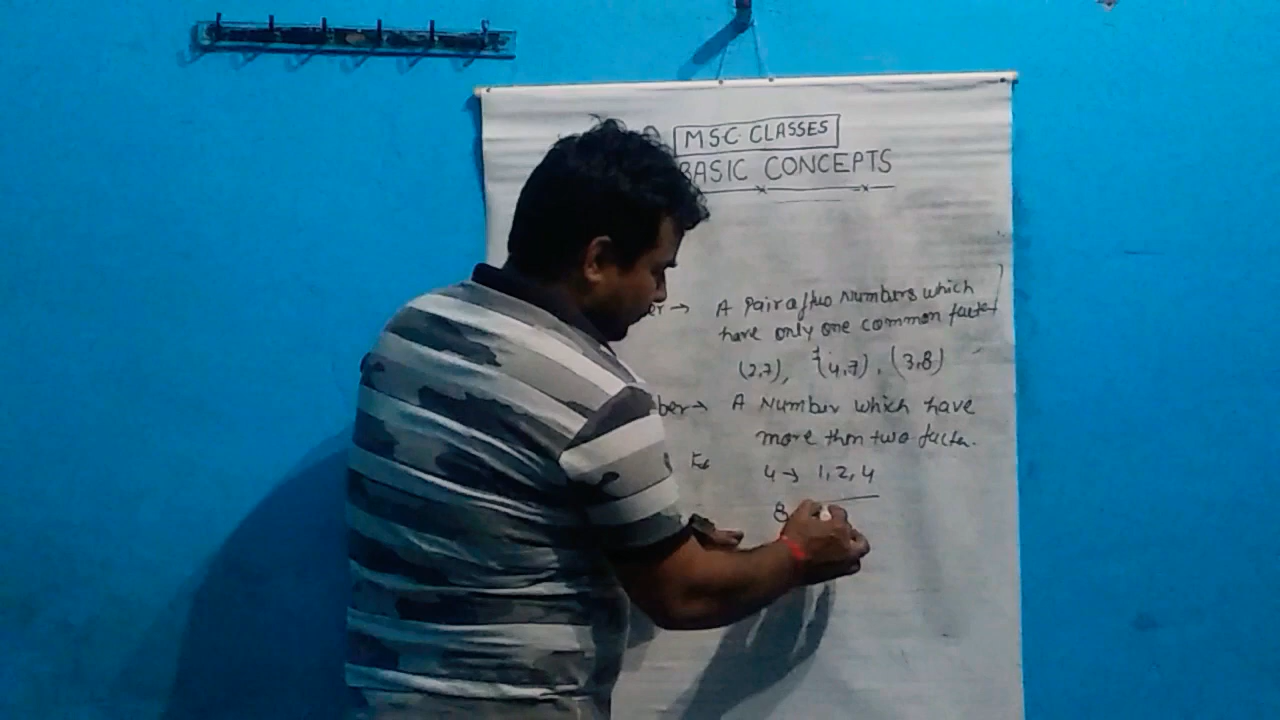 MSC CLASSES
BASIC CONCEPTS
er → A Pair of two Numbers which
have only one common factor
(2,7), (4,7), (3,8)
ber → A Number which have
more than two factor.
4 → 1, 2, 4
8